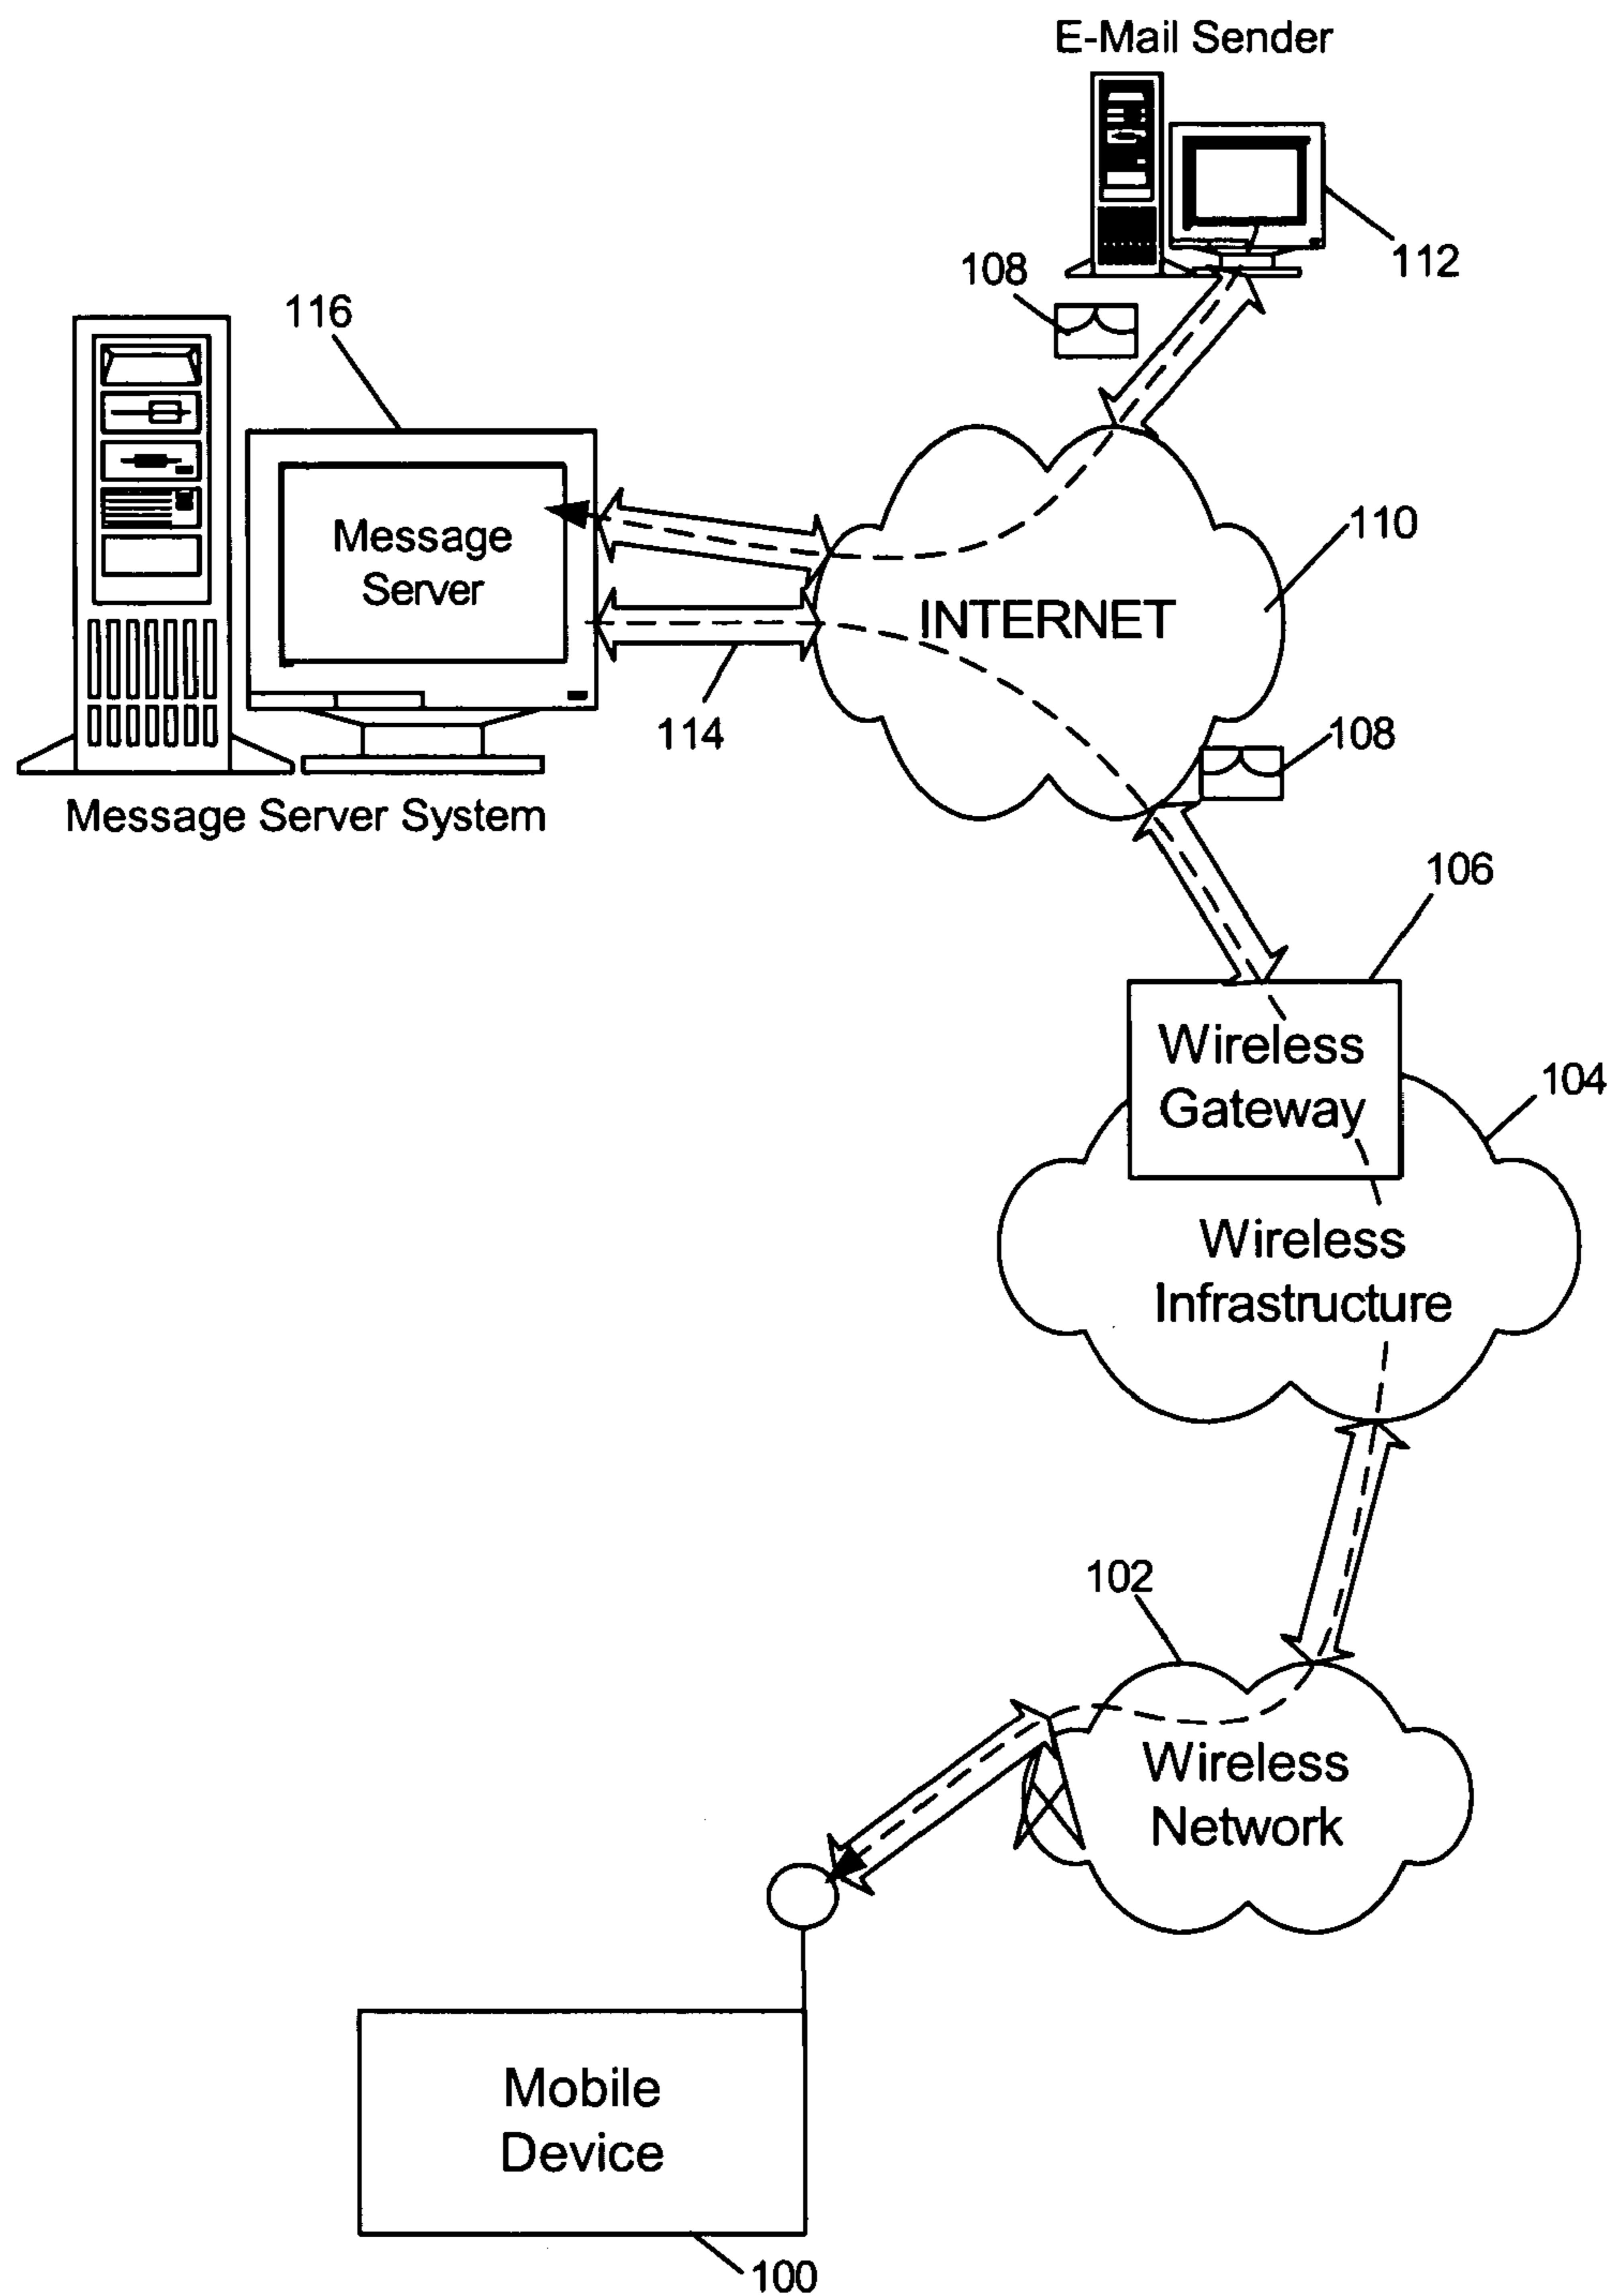 E-Mail Sender
112
108
116
Message
Server
110
INTERNET
114
108
Message Server System
106
Wireless
Gateway
104
Wireless
Infrastructure
102
Wireless
Network
Mobile
Device
100